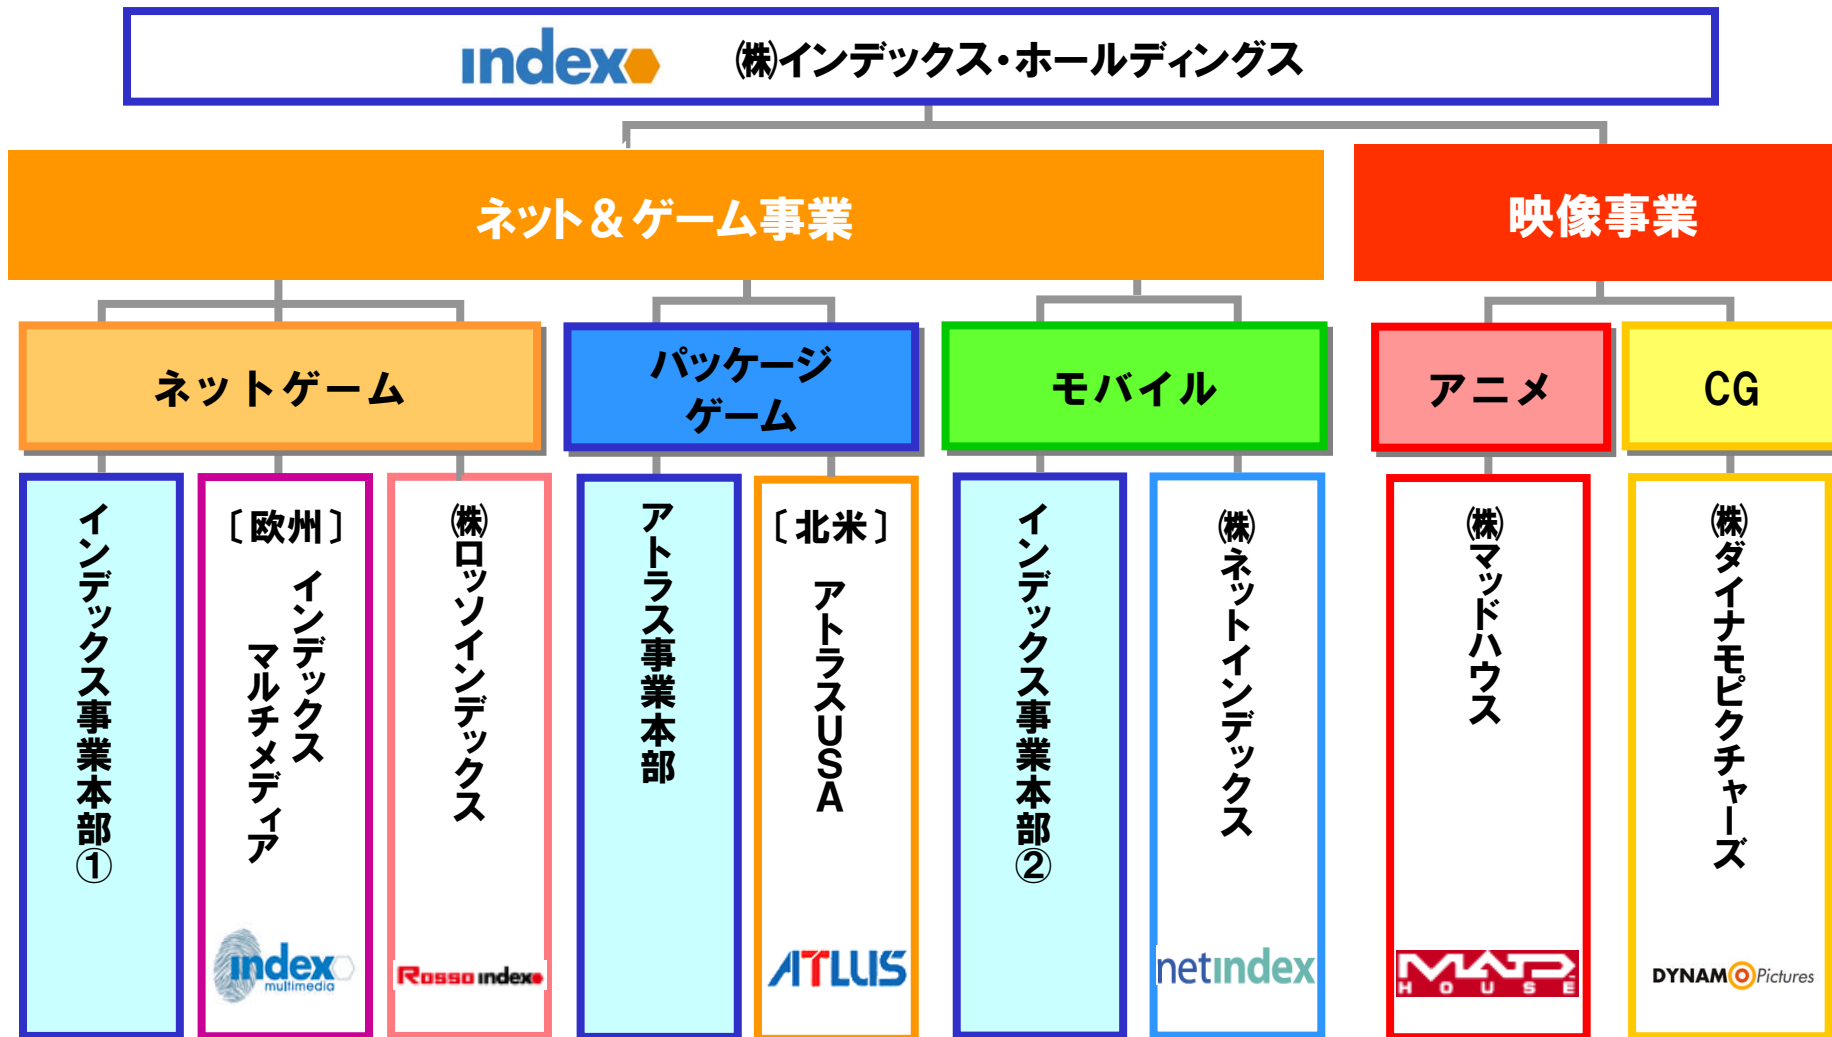 index ㈱インデックス・ホールディングス
ネット＆ゲーム事業
映像事業
ネットゲーム
パッケージ
ゲーム
モバイル
アニメ
CG
インデックス事業本部①
〔欧州〕
インデックス
マルチメディア
index
multimedia
㈱ロッソインデックス
Rosso index
アトラス事業本部
〔北米〕
アトラスUSA
ATLUS
インデックス事業本部②
㈱ネットインデックス
netindex
㈱マッドハウス
MAD
HOUSE
㈱ダイナモピクチャーズ
DYNAMO Pictures